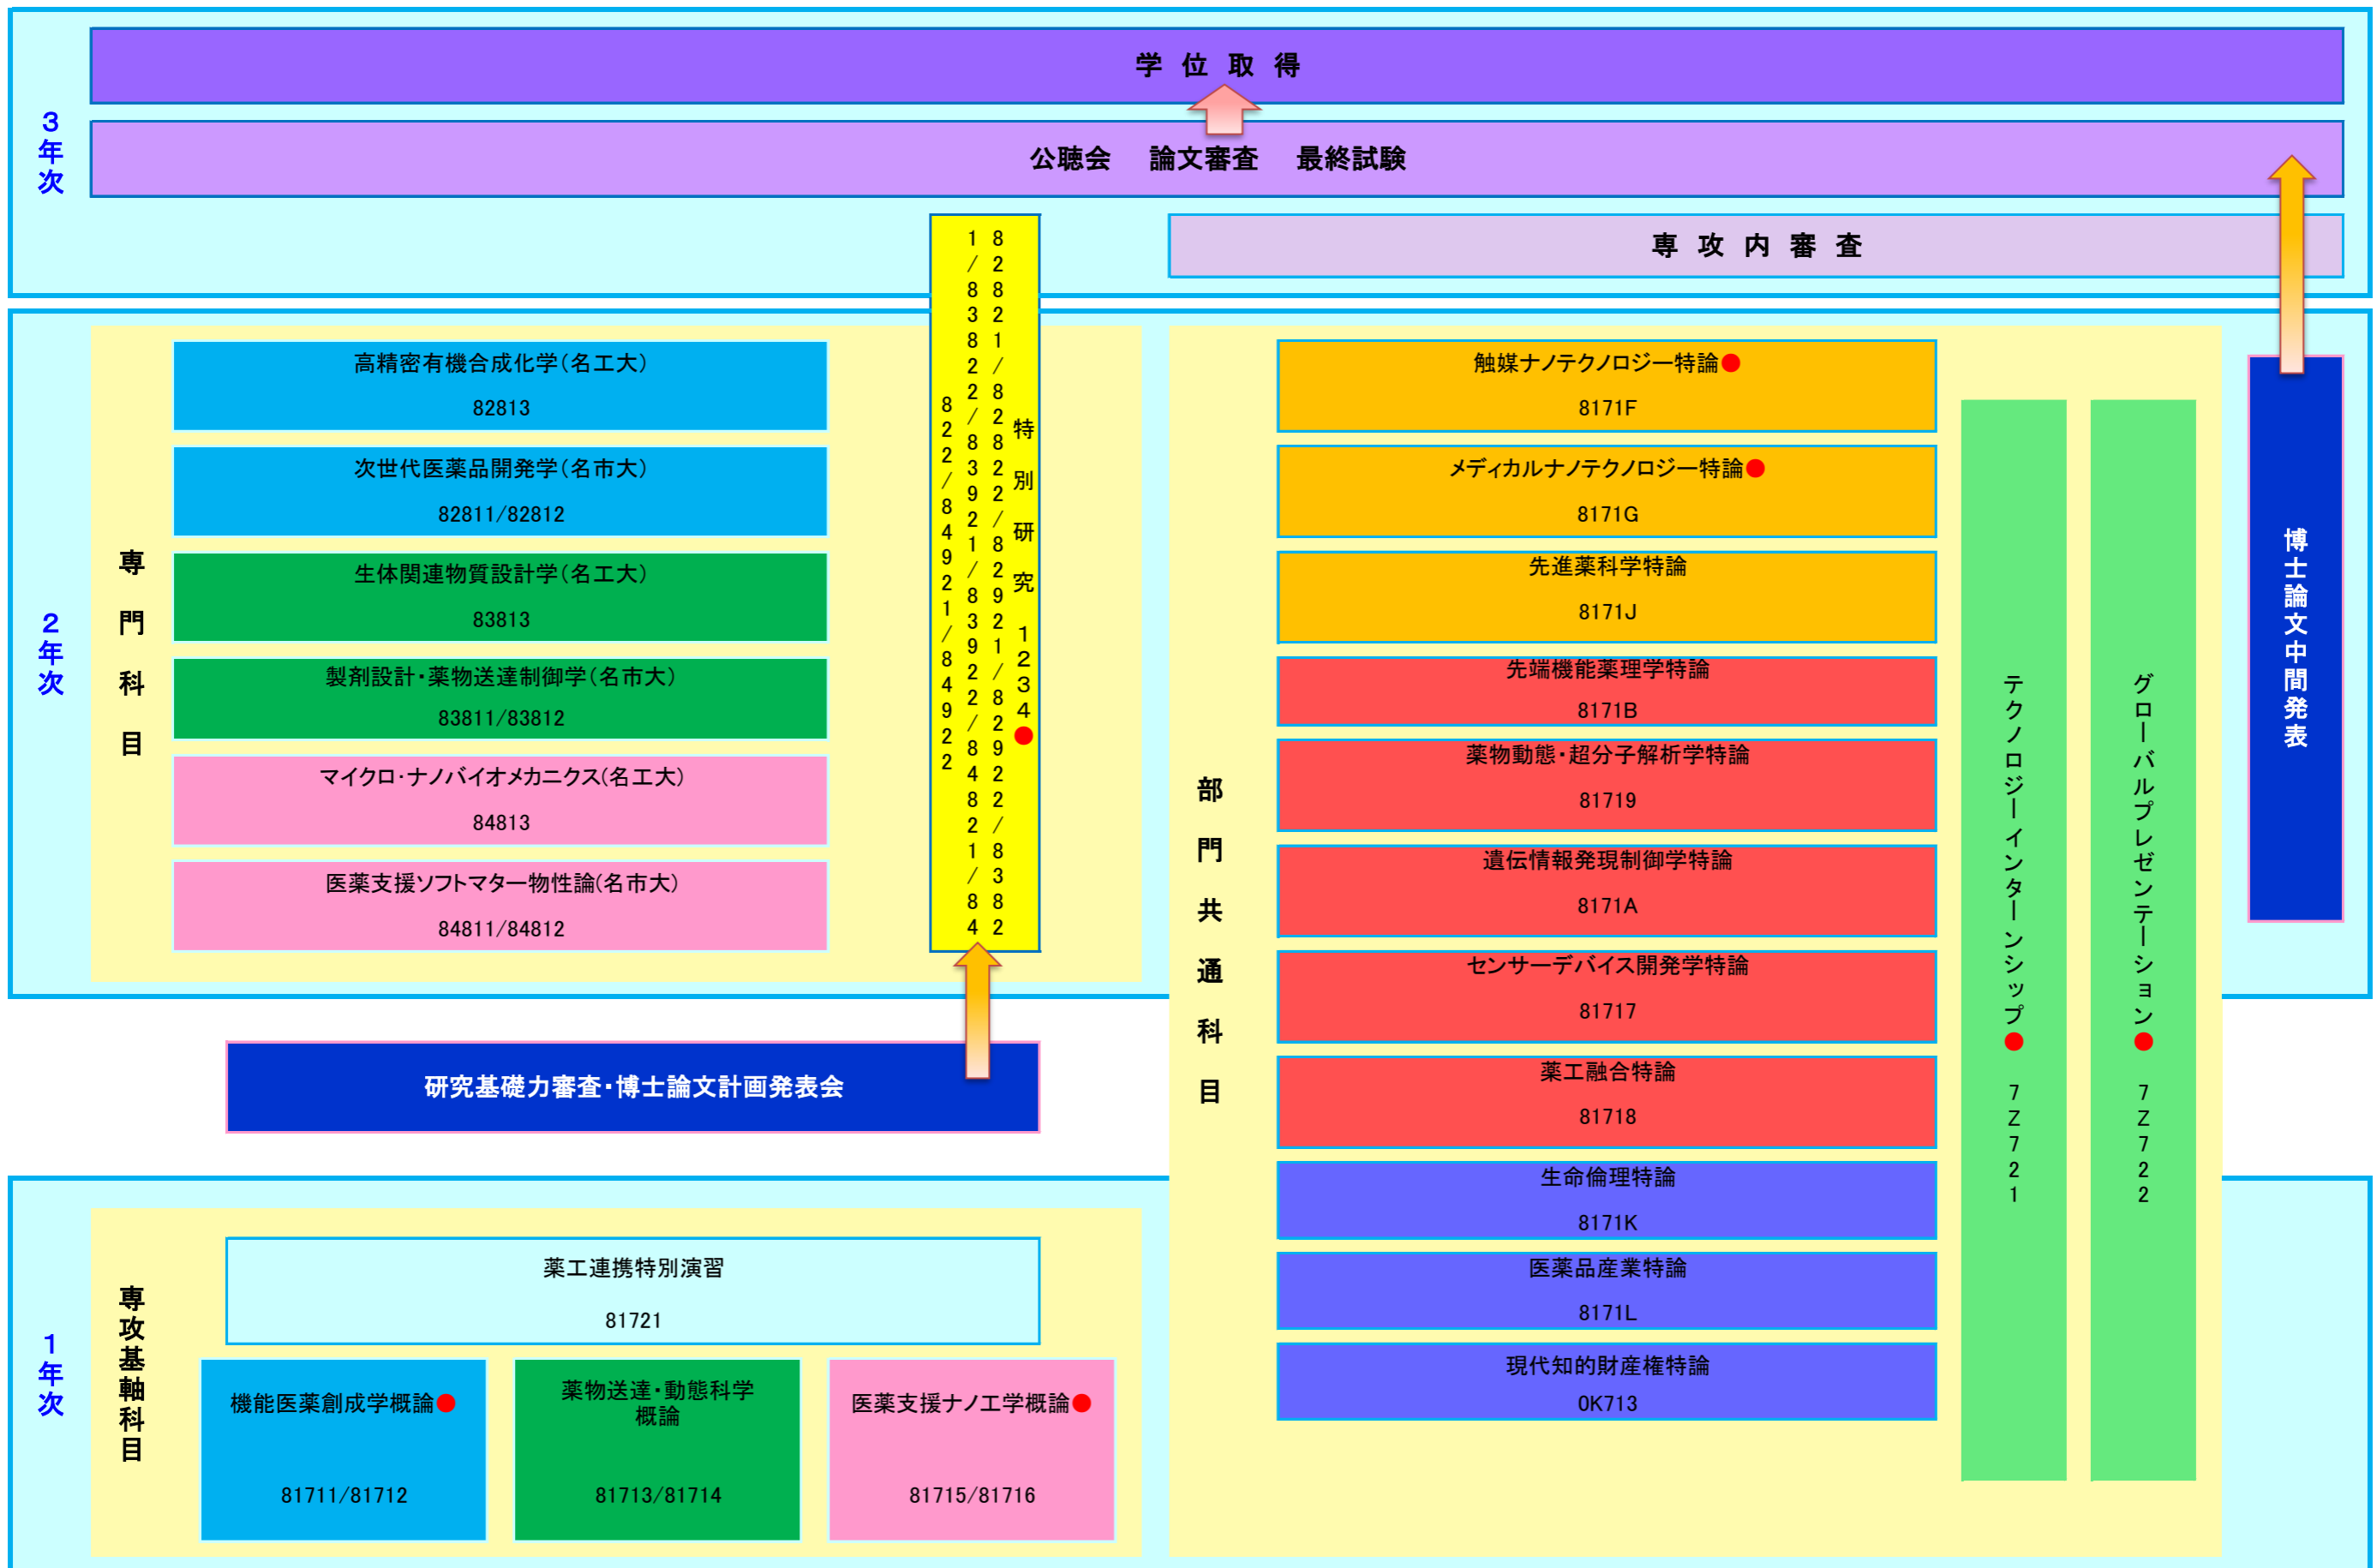 学位取得
3年次
公聴会　論文審査　最終試験
専攻内審査
2年次
専門科目
高精密有機合成化学(名工大)
82813
次世代医薬品開発学(名市大)
82811/82812
生体関連物質設計学(名工大)
83813
製剤設計・薬物送達制御学(名市大)
83811/83812
マイクロ・ナノバイオメカニクス(名工大)
84813
医薬支援ソフトマター物性論(名市大)
84811/84812
特別研究1234●
82821/82822/82921/82922/8382
1/83822/83921/83922/84821/84
822/84921/84922
部門共通科目
触媒ナノテクノロジー特論●
8171F
メディカルナノテクノロジー特論●
8171G
先進薬科学特論
8171J
先端機能薬理学特論
8171B
薬物動態・超分子解析学特論
81719
遺伝情報発現制御学特論
8171A
センサーデバイス開発学特論
81717
薬工融合特論
81718
生命倫理特論
8171K
医薬品産業特論
8171L
現代知的財産権特論
0K713
テクノロジーインターンシップ● 7Z721
グローバルプレゼンテーション● 7Z722
博士論文中間発表
研究基礎力審査・博士論文計画発表会
1年次
専攻基軸科目
薬工連携特別演習
81721
機能医薬創成学概論●
81711/81712
薬物送達・動態科学
概論
81713/81714
医薬支援ナノ工学概論●
81715/81716